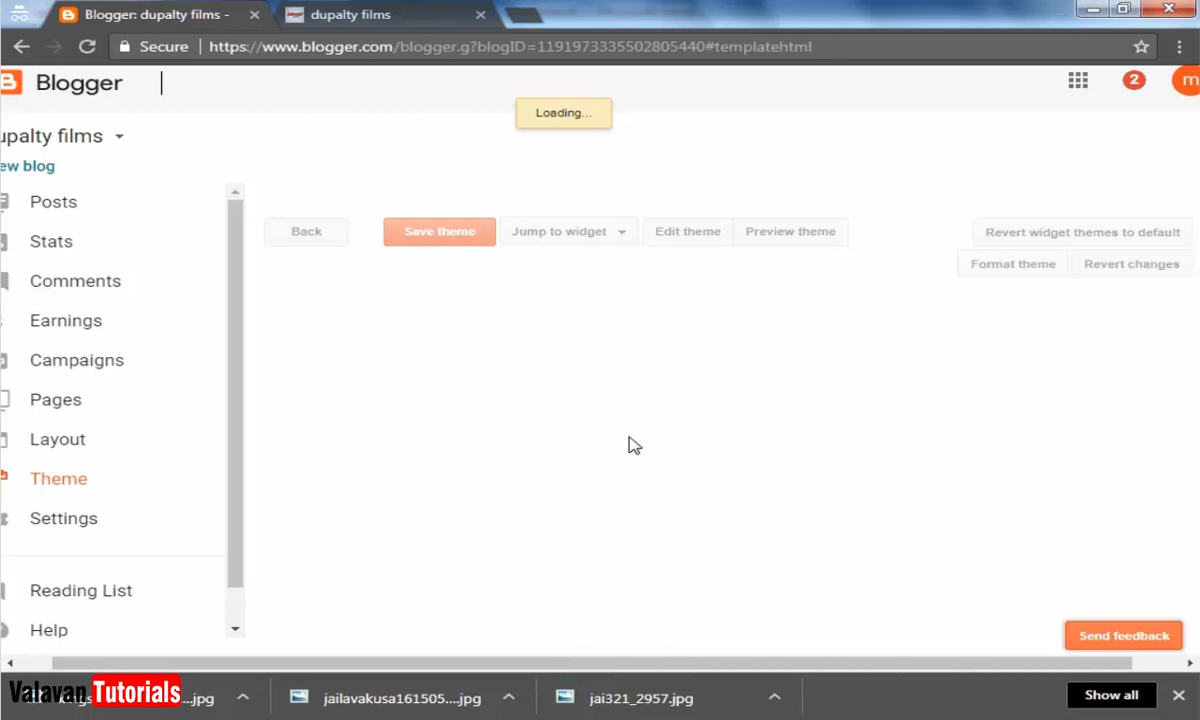 Blogger: dupalty films -
dupalty films
Secure https://www.blogger.com/blogger.g?blogID=1191973335502805440#templatehtml
Blogger
2
m
Loading...
upalty films
ew blog
Posts
Stats
Comments
Earnings
Campaigns
Pages
Layout
Theme
Settings
Reading List
Help
Back
Save theme
Jump to widget
Edit theme
Preview theme
Revert widget themes to default
Format theme
Revert changes
Send feedback
Valavan Tutorials
....jpg
jailavakusa161505....jpg
jai321_2957.jpg
Show all